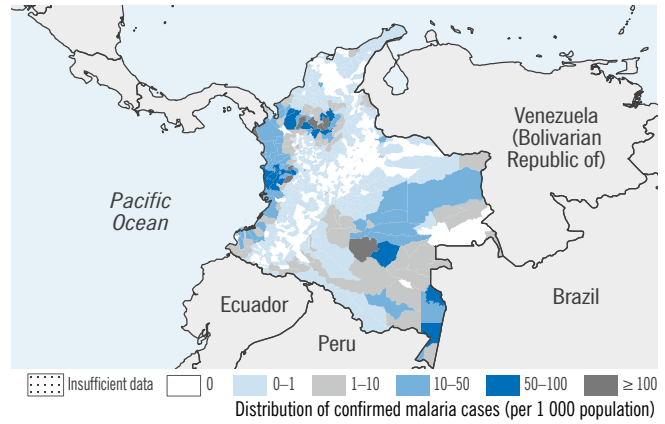 Venezuela
(Bolivarian
Republic of)
Pacific
Ocean
Ecuador
Brazil
Peru
Insufficient data 0 0–1 1–10 10–50 50–100 ≥ 100
Distribution of confirmed malaria cases (per 1 000 population)